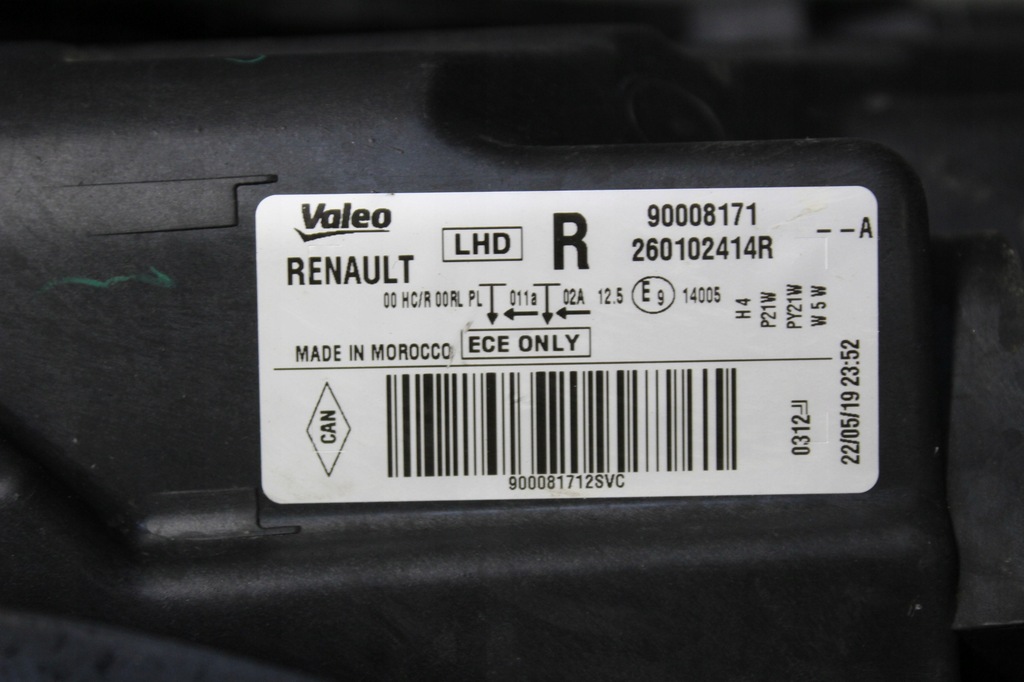 Valeo
RENAULT
LHD
R
90008171
260102414R
--A
00 HC/R 00RL PL 011a 02A 12.5 E9 14005
H4
P21W
PY21W
W5W
MADE IN MOROCCO
ECE ONLY
CAN
900081712SVC
0312
22/05/19 23:52